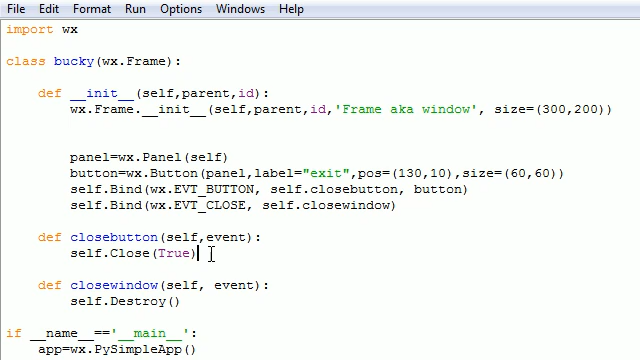 File Edit Format Run Options Windows Help
import wx
class bucky(wx.Frame):
def __init__(self,parent,id):
wx.Frame.__init__(self,parent,id,'Frame aka window', size=(300,200))
panel=wx.Panel(self)
button=wx.Button(panel,label="exit",pos=(130,10),size=(60,60))
self.Bind(wx.EVT_BUTTON, self.closebutton, button)
self.Bind(wx.EVT_CLOSE, self.closewindow)
def closebutton(self,event):
self.Close(True)
def closewindow(self, event):
self.Destroy()
if __name__=='__main__':
app=wx.PySimpleApp()